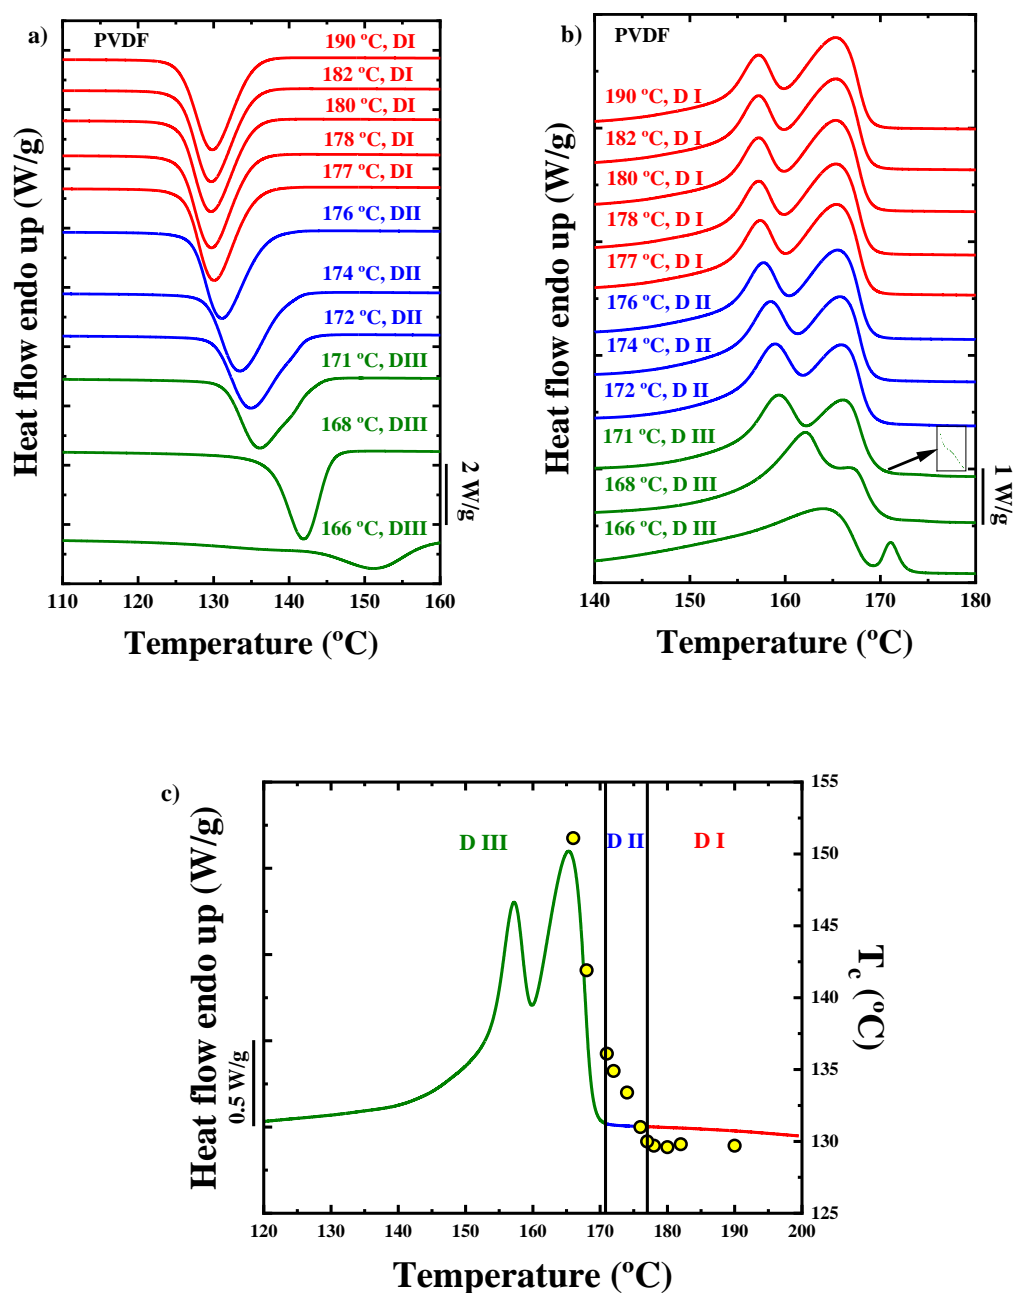 a)
PVDF
190 ºC, DI
182 ºC, DI
180 ºC, DI
178 ºC, DI
177 ºC, DI
176 ºC, DII
174 ºC, DII
172 ºC, DII
171 ºC, DIII
168 ºC, DIII
166 ºC, DIII
2 W/g
Heat flow endo up (W/g)
110 120 130 140 150 160
Temperature (ºC)
b)
PVDF
190 ºC, D I
182 ºC, D I
180 ºC, D I
178 ºC, D I
177 ºC, D I
176 ºC, D II
174 ºC, D II
172 ºC, D II
171 ºC, D III
168 ºC, D III
166 ºC, D III
1 W/g
Heat flow endo up (W/g)
140 150 160 170 180
Temperature (ºC)
c)
D III
D II
D I
0.5 W/g
Heat flow endo up (W/g)
155
150
145
140
135
130
125
Tc (ºC)
120 130 140 150 160 170 180 190 200
Temperature (ºC)